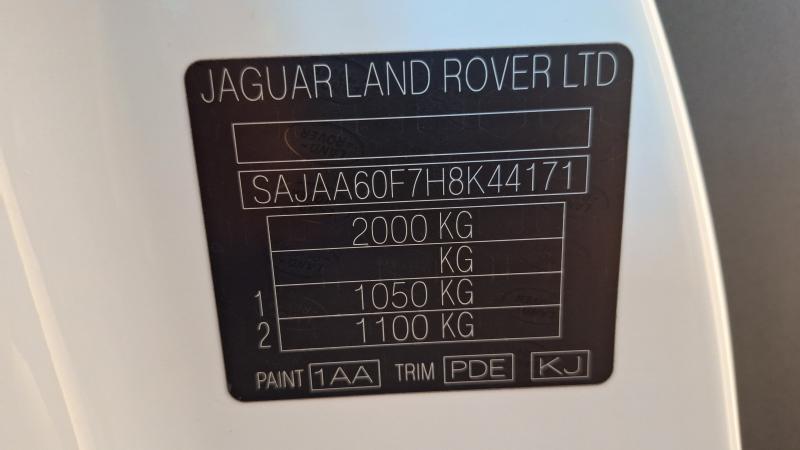 JAGUAR LAND ROVER LTD
SAJAA60F7H8K44171
2000 KG
KG
1 1050 KG
2 1100 KG
PAINT 1AA TRIM PDE KJ